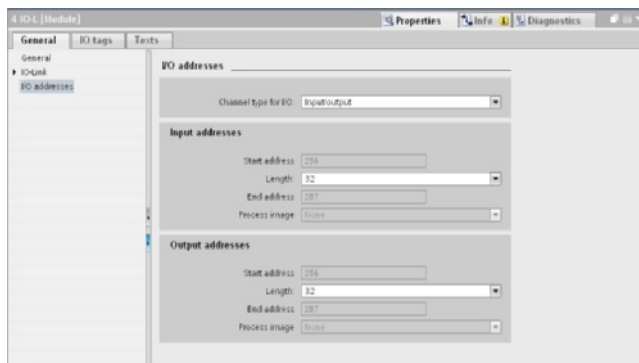 4 IO-L [Module]
Properties Info Diagnostics
General IO tags Texts
General
IO-Link
I/O addresses
I/O addresses
Channel type for I/O: Input/output
Input addresses
Start address 256
Length: 32
End address 287
Process image None
Output addresses
Start address 256
Length: 32
End address 287
Process image None